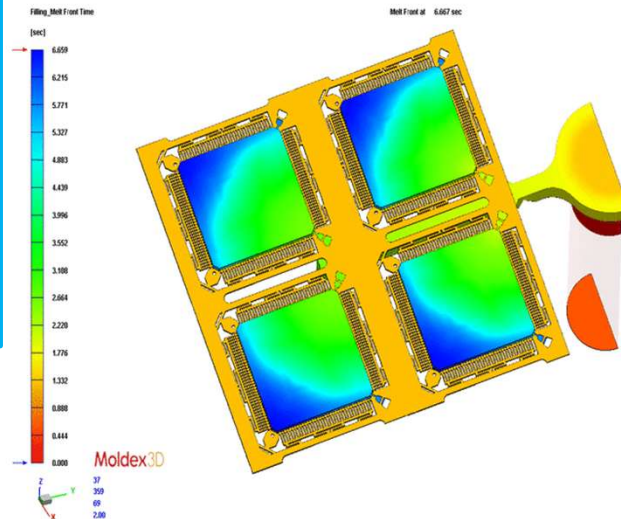 Filling_Melt Front Time
Melt Front at 6.667 sec
[sec]
6.659
6.215
5.771
5.327
4.883
4.439
3.996
3.552
3.108
2.664
2.220
1.776
1.332
0.888
0.444
0.000
Moldex3D
Z
Y
X
37
359
69
2.00